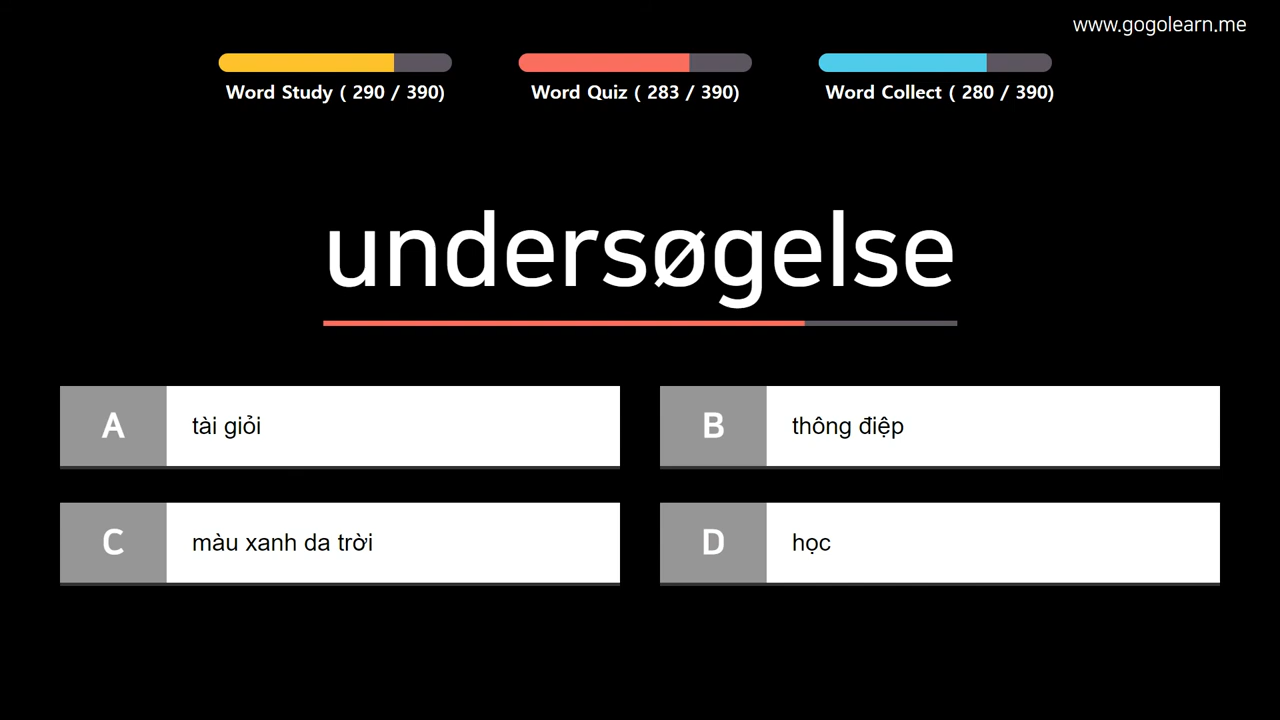 www.gogolearn.me
Word Study ( 290 / 390)
Word Quiz ( 283 / 390)
Word Collect ( 280 / 390)
undersøgelse
A tài giỏi
B thông điệp
C màu xanh da trời
D học